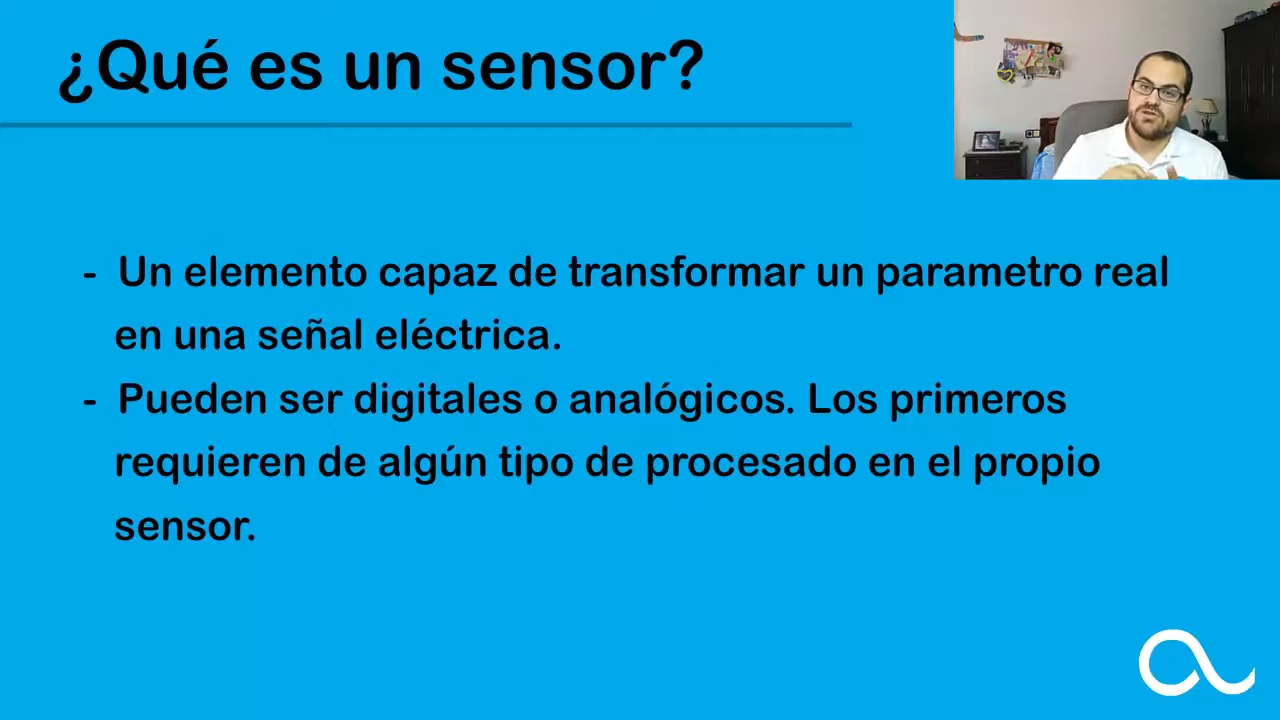 ¿Qué es un sensor?
- Un elemento capaz de transformar un parametro real
en una señal eléctrica.
- Pueden ser digitales o analógicos. Los primeros
requieren de algún tipo de procesado en el propio
sensor.